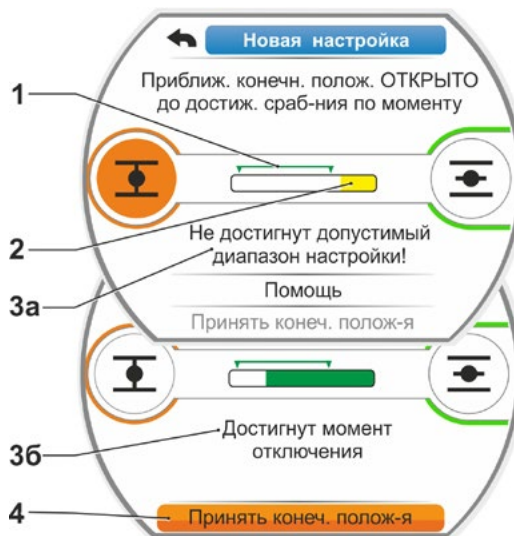 Новая настройка
Приближ. конечн. полож. ОТКРЫТО
до достиж. сраб-ния по моменту
1
2
Не достигнут допустимый
диапазон настройки!
3а
Помощь
Принять конеч. полож-я
Достигнут момент
отключения
3б
4
Принять конеч. полож-я